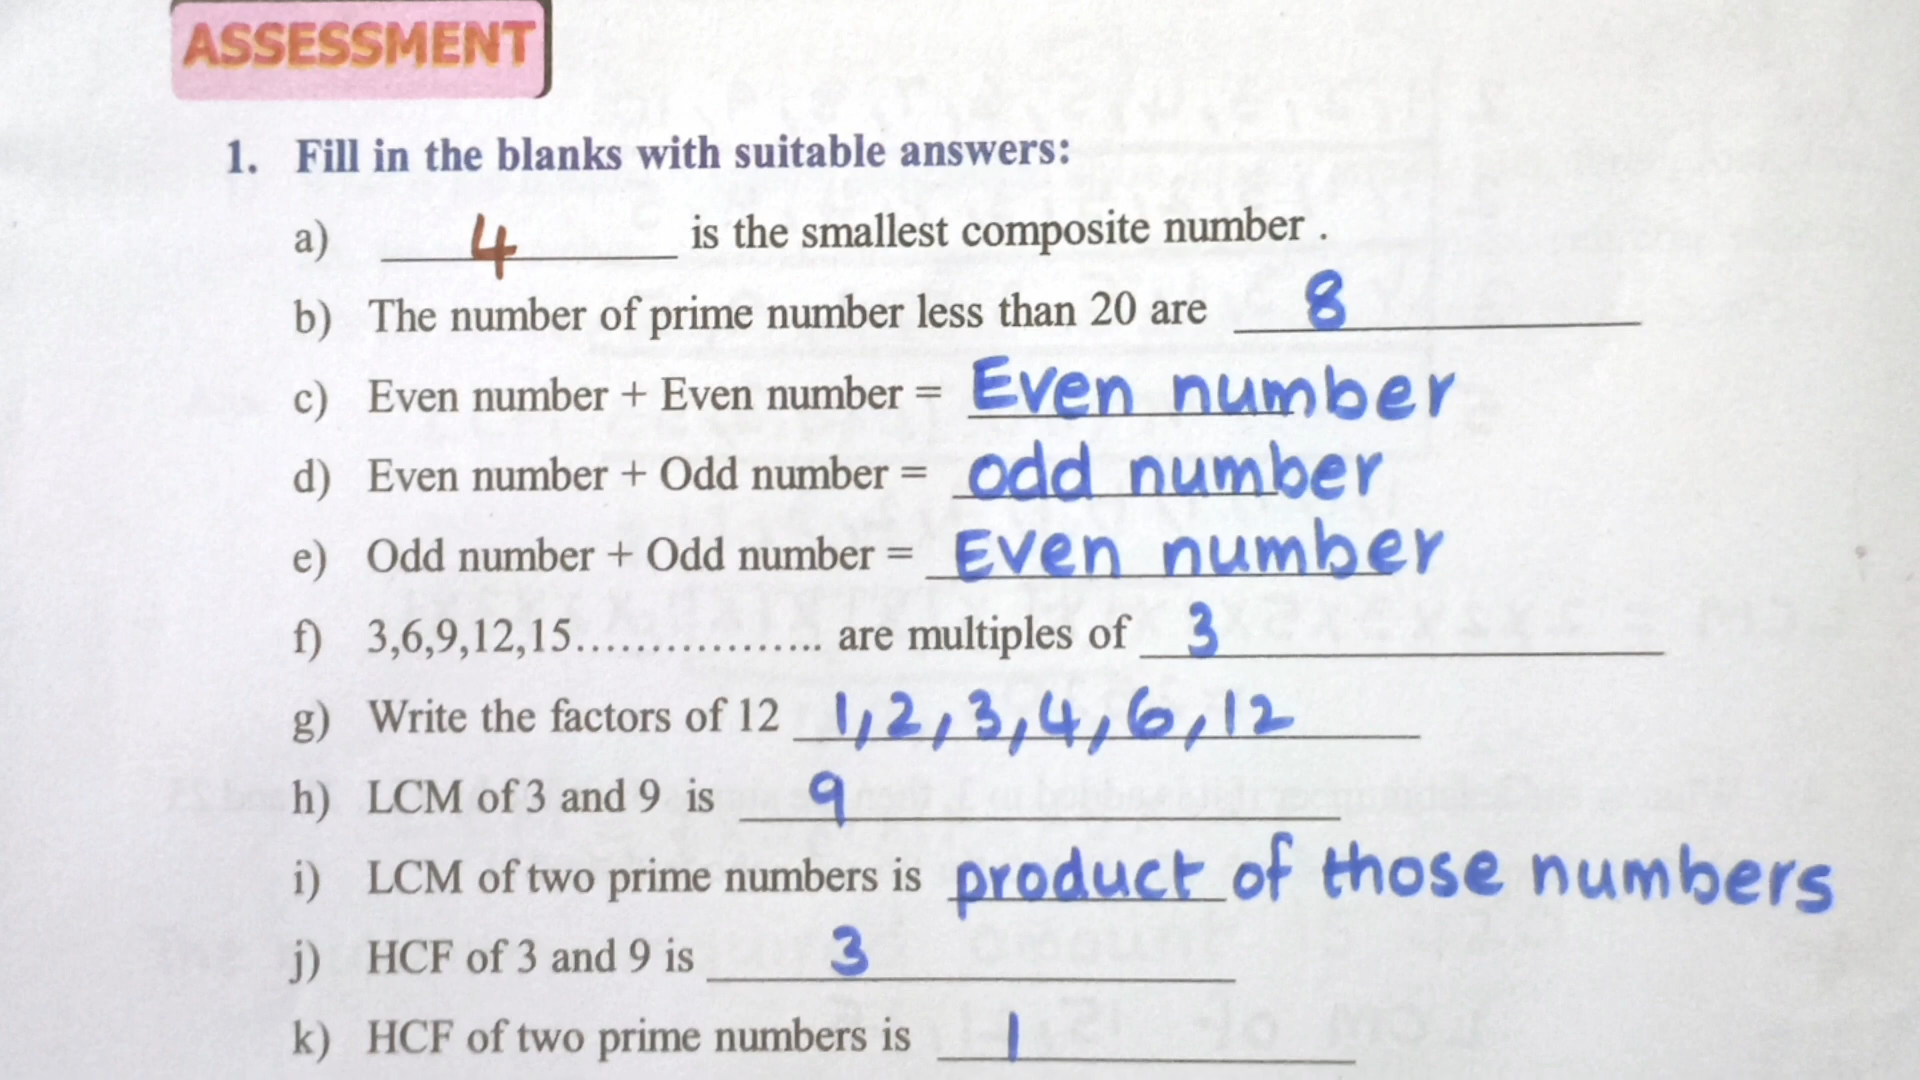 ASSESSMENT
1. Fill in the blanks with suitable answers:
a) 4 is the smallest composite number .
b) The number of prime number less than 20 are 8
c) Even number + Even number = Even number
d) Even number + Odd number = odd number
e) Odd number + Odd number = Even number
f) 3,6,9,12,15................. are multiples of 3
g) Write the factors of 12 1,2,3,4,6,12
h) LCM of 3 and 9 is 9
i) LCM of two prime numbers is product of those numbers
j) HCF of 3 and 9 is 3
k) HCF of two prime numbers is 1